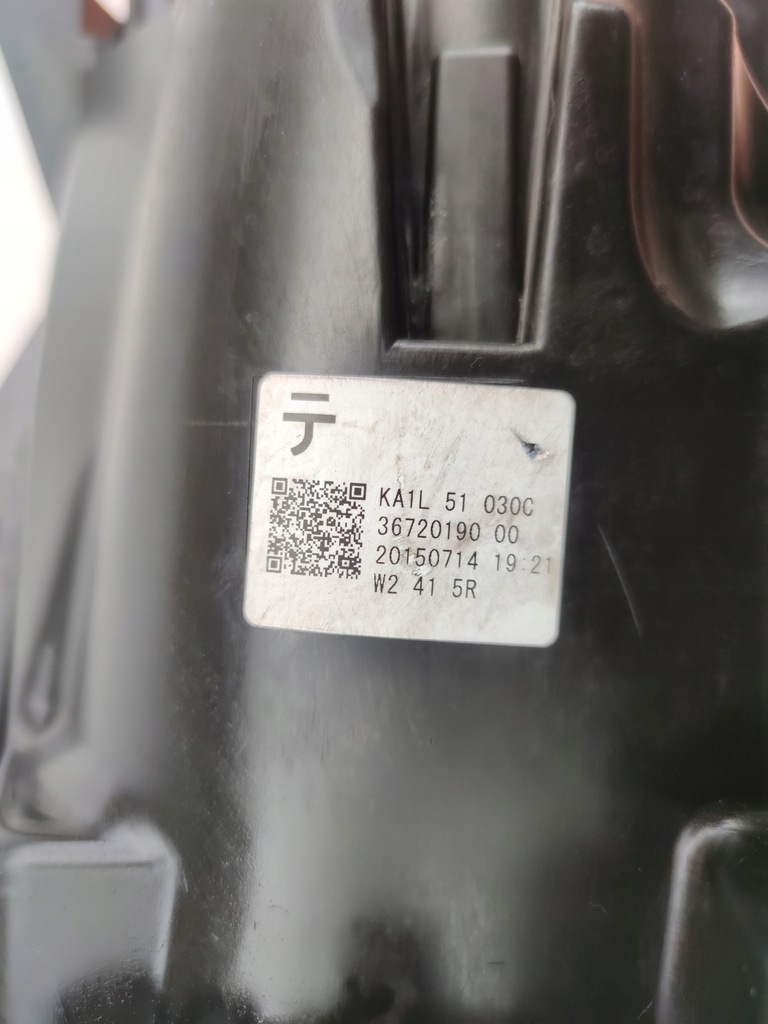 テ
KA1L 51 030C
36720190 00
20150714 19:21
W2 41 5R